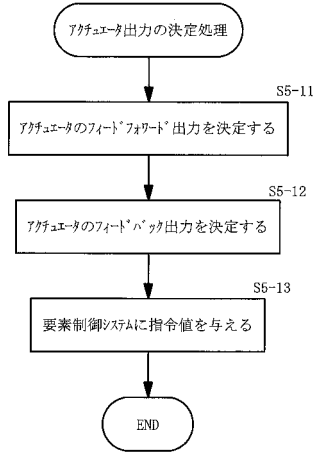 アクチュエータ出力の決定処理
S5-11
アクチュエータのフィードフォワード出力を決定する
S5-12
アクチュエータのフィードバック出力を決定する
S5-13
要素制御システムに指令値を与える
END